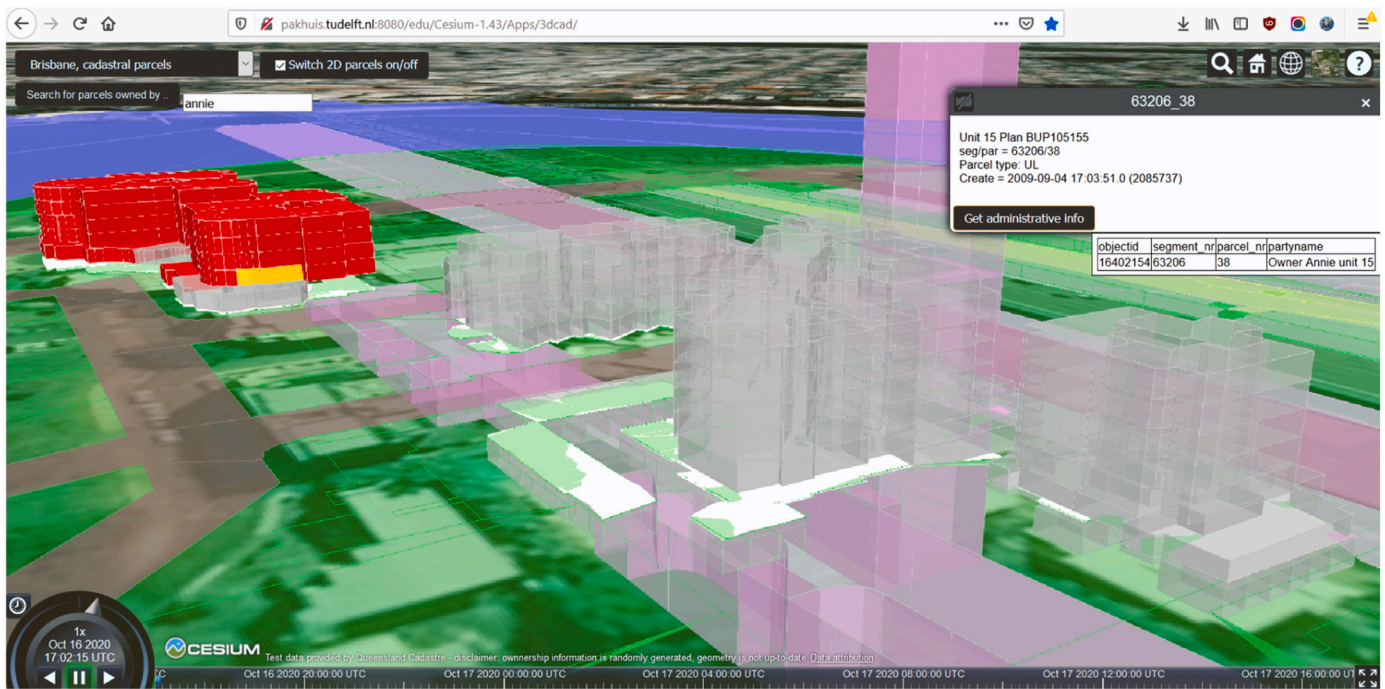 pakhuis.tudelft.nl:8080/edu/Cesium-1.43/Apps/3dcad/
Brisbane, cadastral parcels
Switch 2D parcels on/off
Search for parcels owned by ..
annie
63206_38
Unit 15 Plan BUP105155
seg/par = 63206/38
Parcel type: UL
Create = 2009-09-04 17:03:51.0 (2085737)
Get administrative info
objectid segment_nr parcel_nr partyname
16402154 63206 38 Owner Annie unit 15
1x
Oct 16 2020
17:02:15 UTC
CESIUM
Test data provided by Queensland Cadastre - disclaimer: ownnership information is randomly generated, geometry is not up-to-date. Data attribution
Oct 16 2020 20:00:00 UTC
Oct 17 2020 00:00:00 UTC
Oct 17 2020 04:00:00 UTC
Oct 17 2020 08:00:00 UTC
Oct 17 2020 12:00:00 UTC
Oct 17 2020 16:00:00 UT